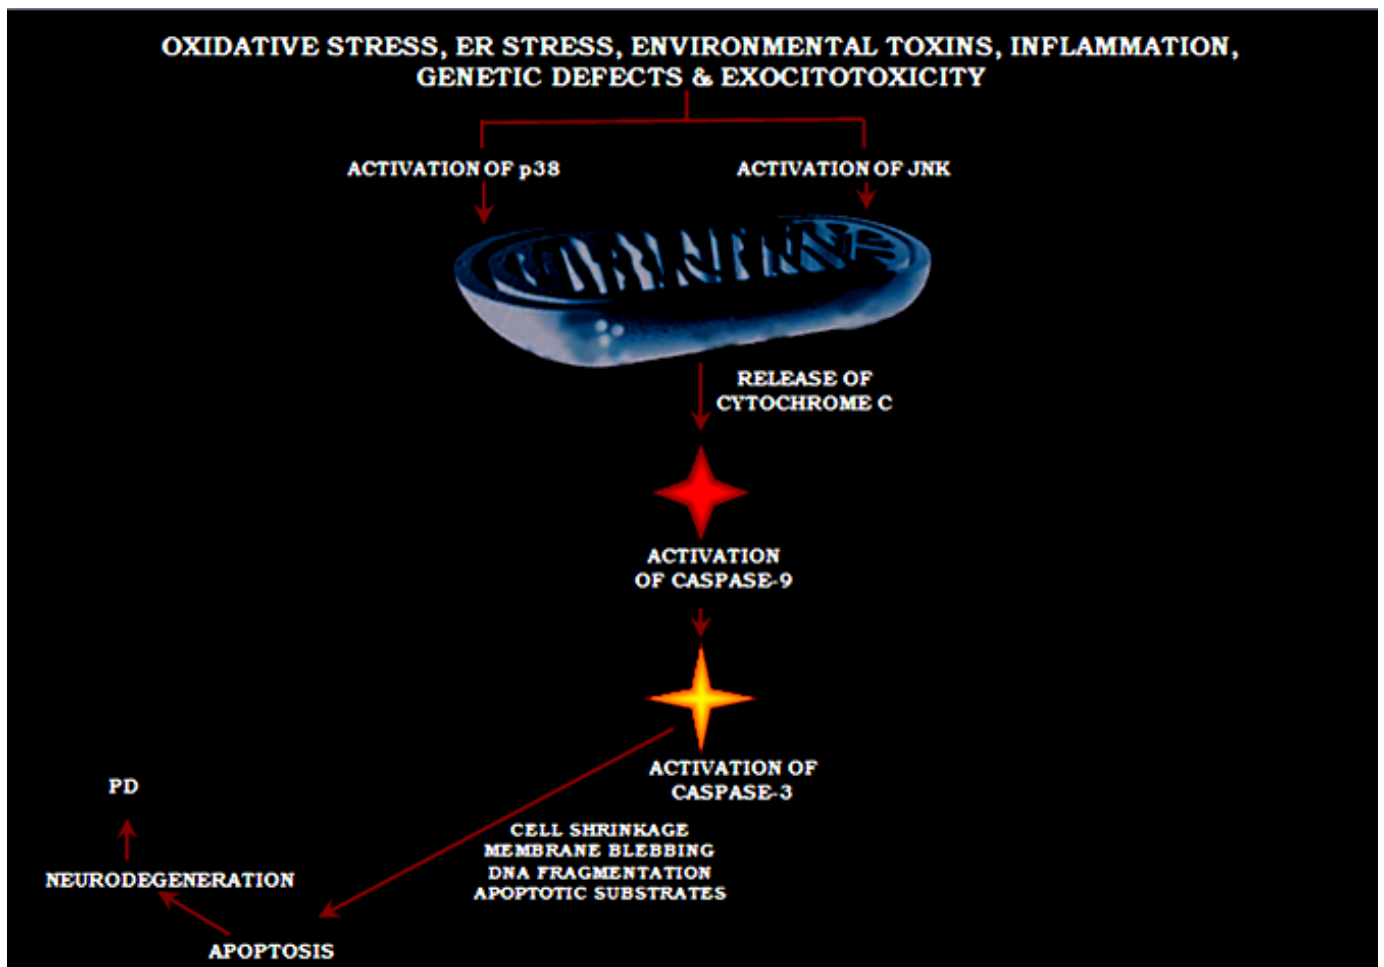 OXIDATIVE STRESS, ER STRESS, ENVIRONMENTAL TOXINS, INFLAMMATION,
GENETIC DEFECTS & EXOCITOTOXICITY
ACTIVATION OF p38
ACTIVATION OF JNK
RELEASE OF
CYTOCHROME C
ACTIVATION
OF CASPASE-9
ACTIVATION OF
CASPASE-3
CELL SHRINKAGE
MEMBRANE BLEBBING
DNA FRAGMENTATION
APOPTOTIC SUBSTRATES
PD
NEURODEGENERATION
APOPTOSIS